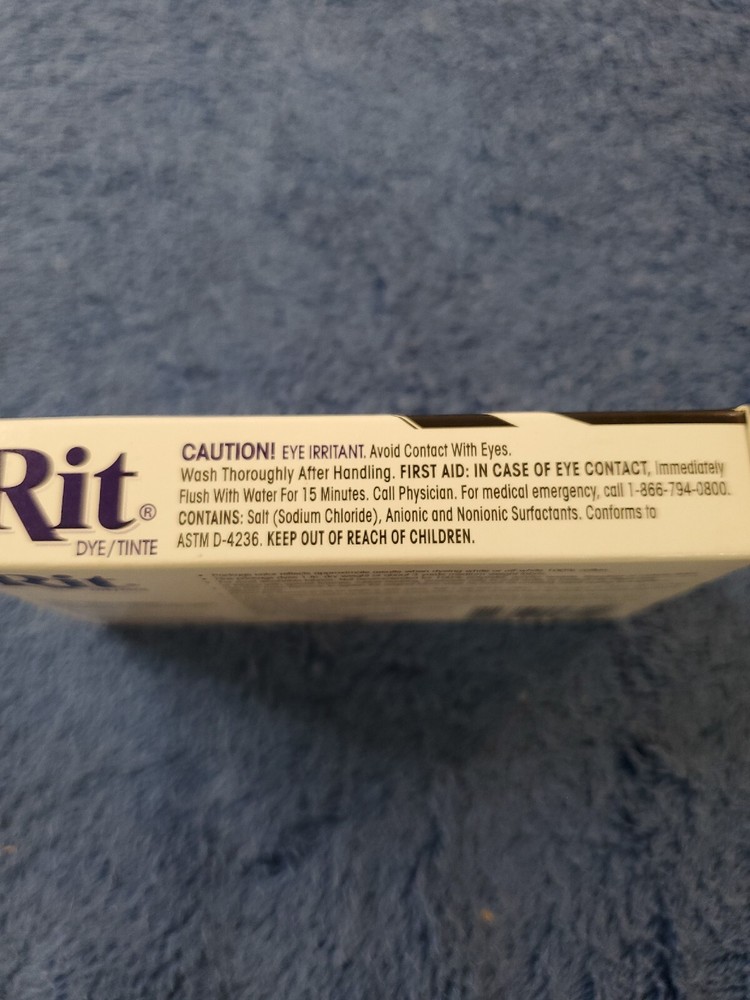 Rit®
DYE/TINTE
CAUTION! EYE IRRITANT. Avoid Contact With Eyes.
Wash Thoroughly After Handling. FIRST AID: IN CASE OF EYE CONTACT, Immediately
Flush With Water For 15 Minutes. Call Physician. For medical emergency, call 1-866-794-0800.
CONTAINS: Salt (Sodium Chloride), Anionic and Nonionic Surfactants. Conforms to
ASTM D-4236. KEEP OUT OF REACH OF CHILDREN.
Rit